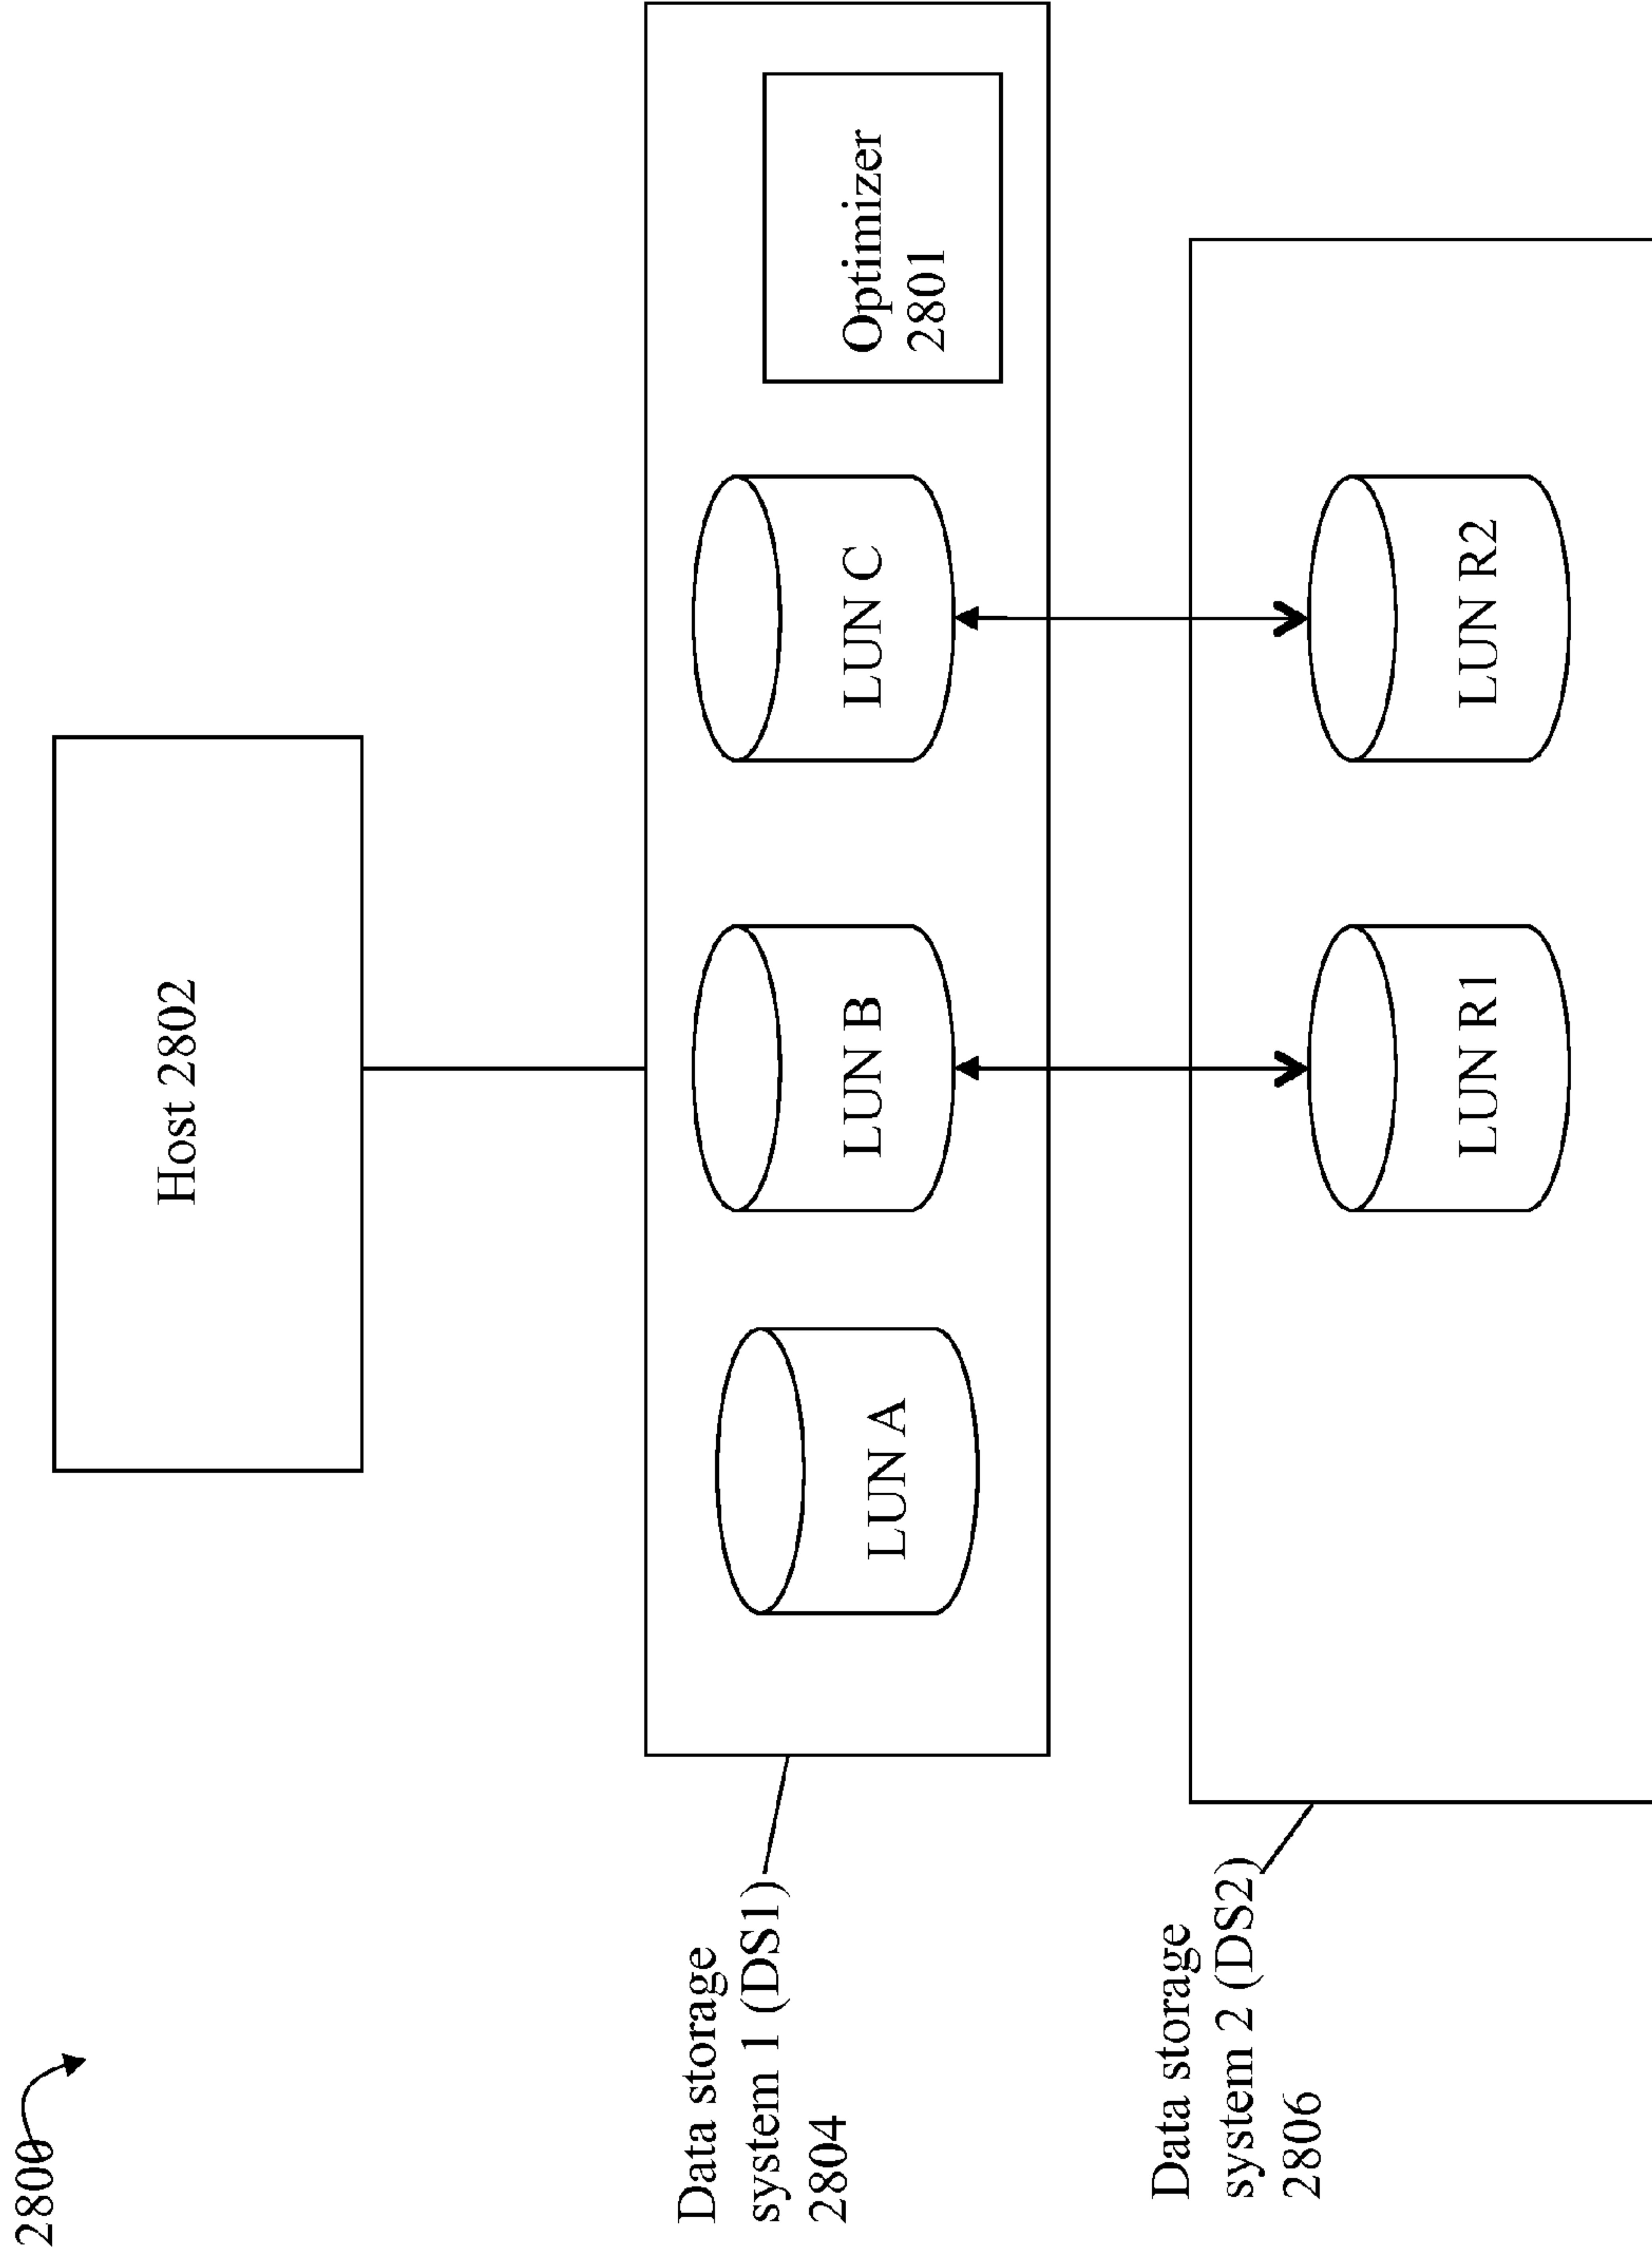 2800
Host 2802
Data storage
system 1 (DS1)
2804
LUN A
LUN B
LUN C
Optimizer
2801
Data storage
system 2 (DS2)
2806
LUN R1
LUN R2